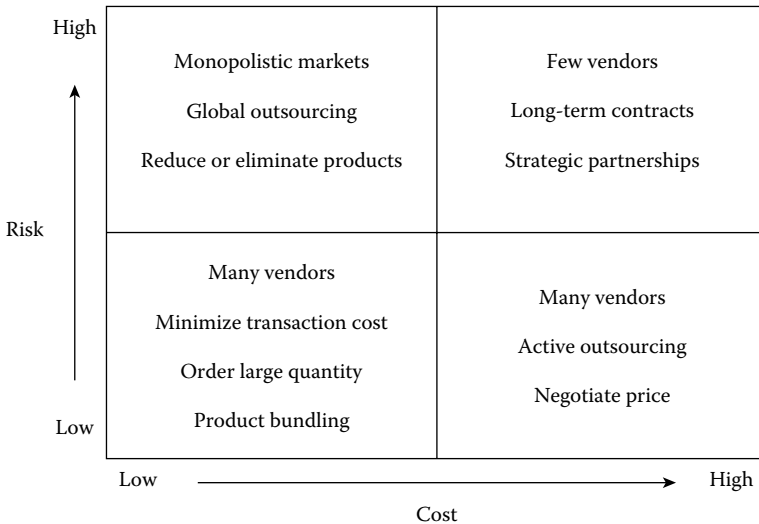 High
Monopolistic markets
Global outsourcing
Reduce or eliminate products
Few vendors
Long-term contracts
Strategic partnerships
Risk
Many vendors
Minimize transaction cost
Order large quantity
Product bundling
Many vendors
Active outsourcing
Negotiate price
Low
Low
High
Cost